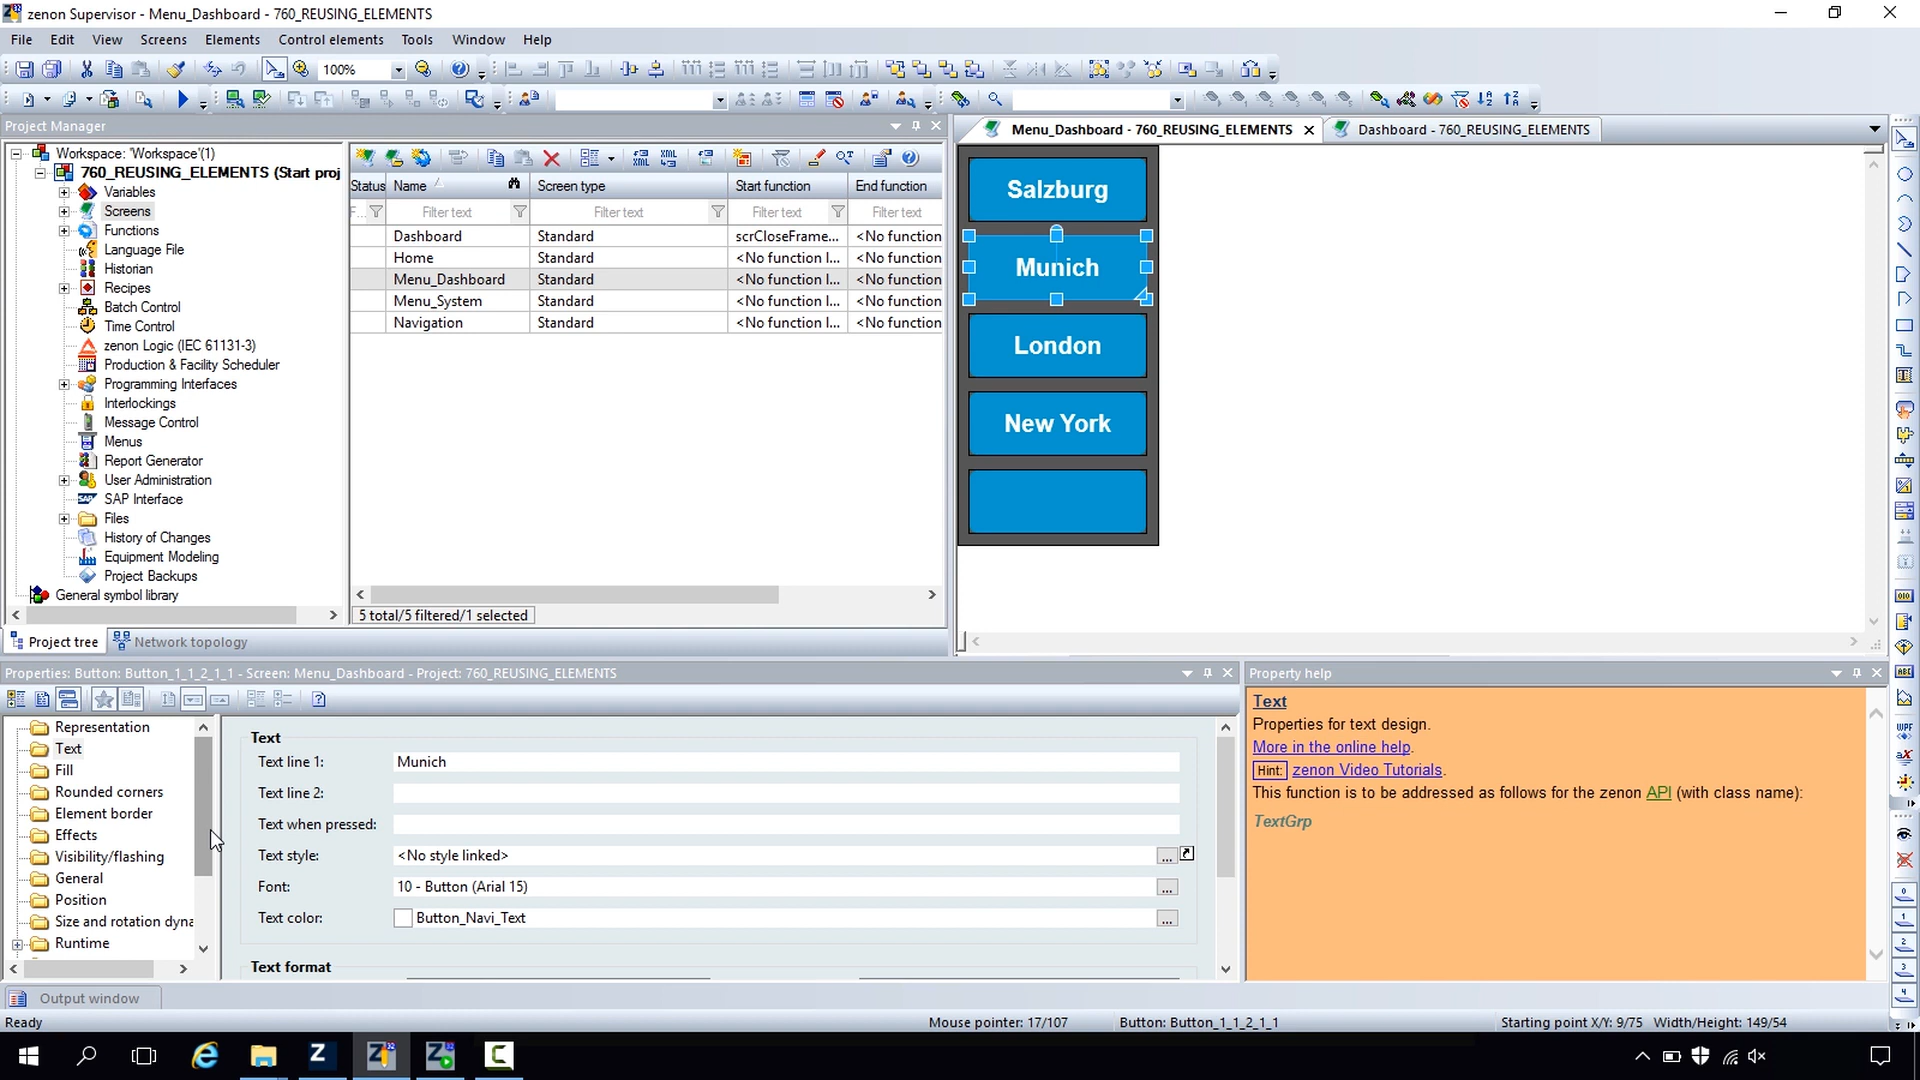 zenon Supervisor - Menu_Dashboard - 760_REUSING_ELEMENTS
File Edit View Screens Elements Control elements Tools Window Help
100%
Project Manager
Menu_Dashboard - 760_REUSING_ELEMENTS
Dashboard - 760_REUSING_ELEMENTS
Workspace: 'Workspace'(1)
760_REUSING_ELEMENTS (Start proj
Variables
Screens
Functions
Language File
Historian
Recipes
Batch Control
Time Control
zenon Logic (IEC 61131-3)
Production & Facility Scheduler
Programming Interfaces
Interlockings
Message Control
Menus
Report Generator
User Administration
SAP Interface
Files
History of Changes
Equipment Modeling
Project Backups
General symbol library
Project tree
Network topology
Status Name Screen type Start function End function
F... Filter text Filter text Filter text Filter text
Dashboard Standard scrCloseFrame... <No function
Home Standard <No function l... <No function
Menu_Dashboard Standard <No function l... <No function
Menu_System Standard <No function l... <No function
Navigation Standard <No function l... <No function
5 total/5 filtered/1 selected
Salzburg
Munich
London
New York
Properties: Button: Button_1_1_2_1_1 - Screen: Menu_Dashboard - Project: 760_REUSING_ELEMENTS
Representation
Text
Fill
Rounded corners
Element border
Effects
Visibility/flashing
General
Position
Size and rotation dyna
Runtime
Text
Text line 1: Munich
Text line 2:
Text when pressed:
Text style: <No style linked> ...
Font: 10 - Button (Arial 15) ...
Text color: Button_Navi_Text ...
Text format
Property help
Text
Properties for text design.
More in the online help.
Hint: zenon Video Tutorials.
This function is to be addressed as follows for the zenon API (with class name):
TextGrp
Output window
Ready
Mouse pointer: 17/107
Button: Button_1_1_2_1_1
Starting point X/Y: 9/75 Width/Height: 149/54